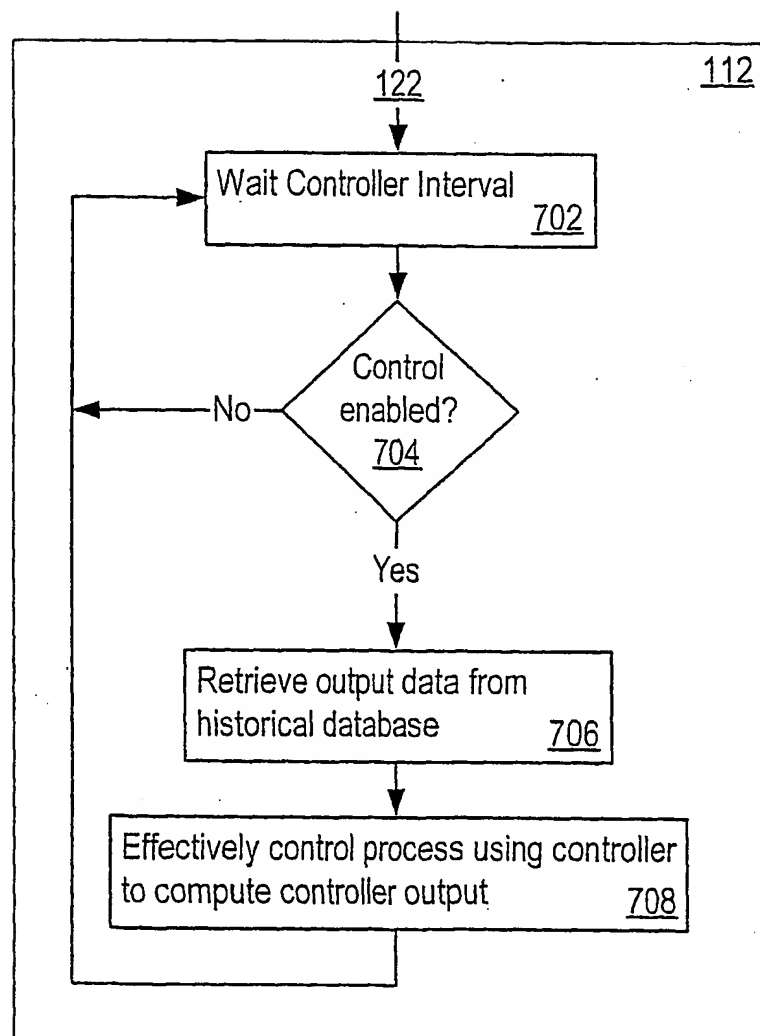 112
122
Wait Controller Interval
702
Control
enabled?
704
No
Yes
Retrieve output data from
historical database
706
Effectively control process using controller
to compute controller output
708